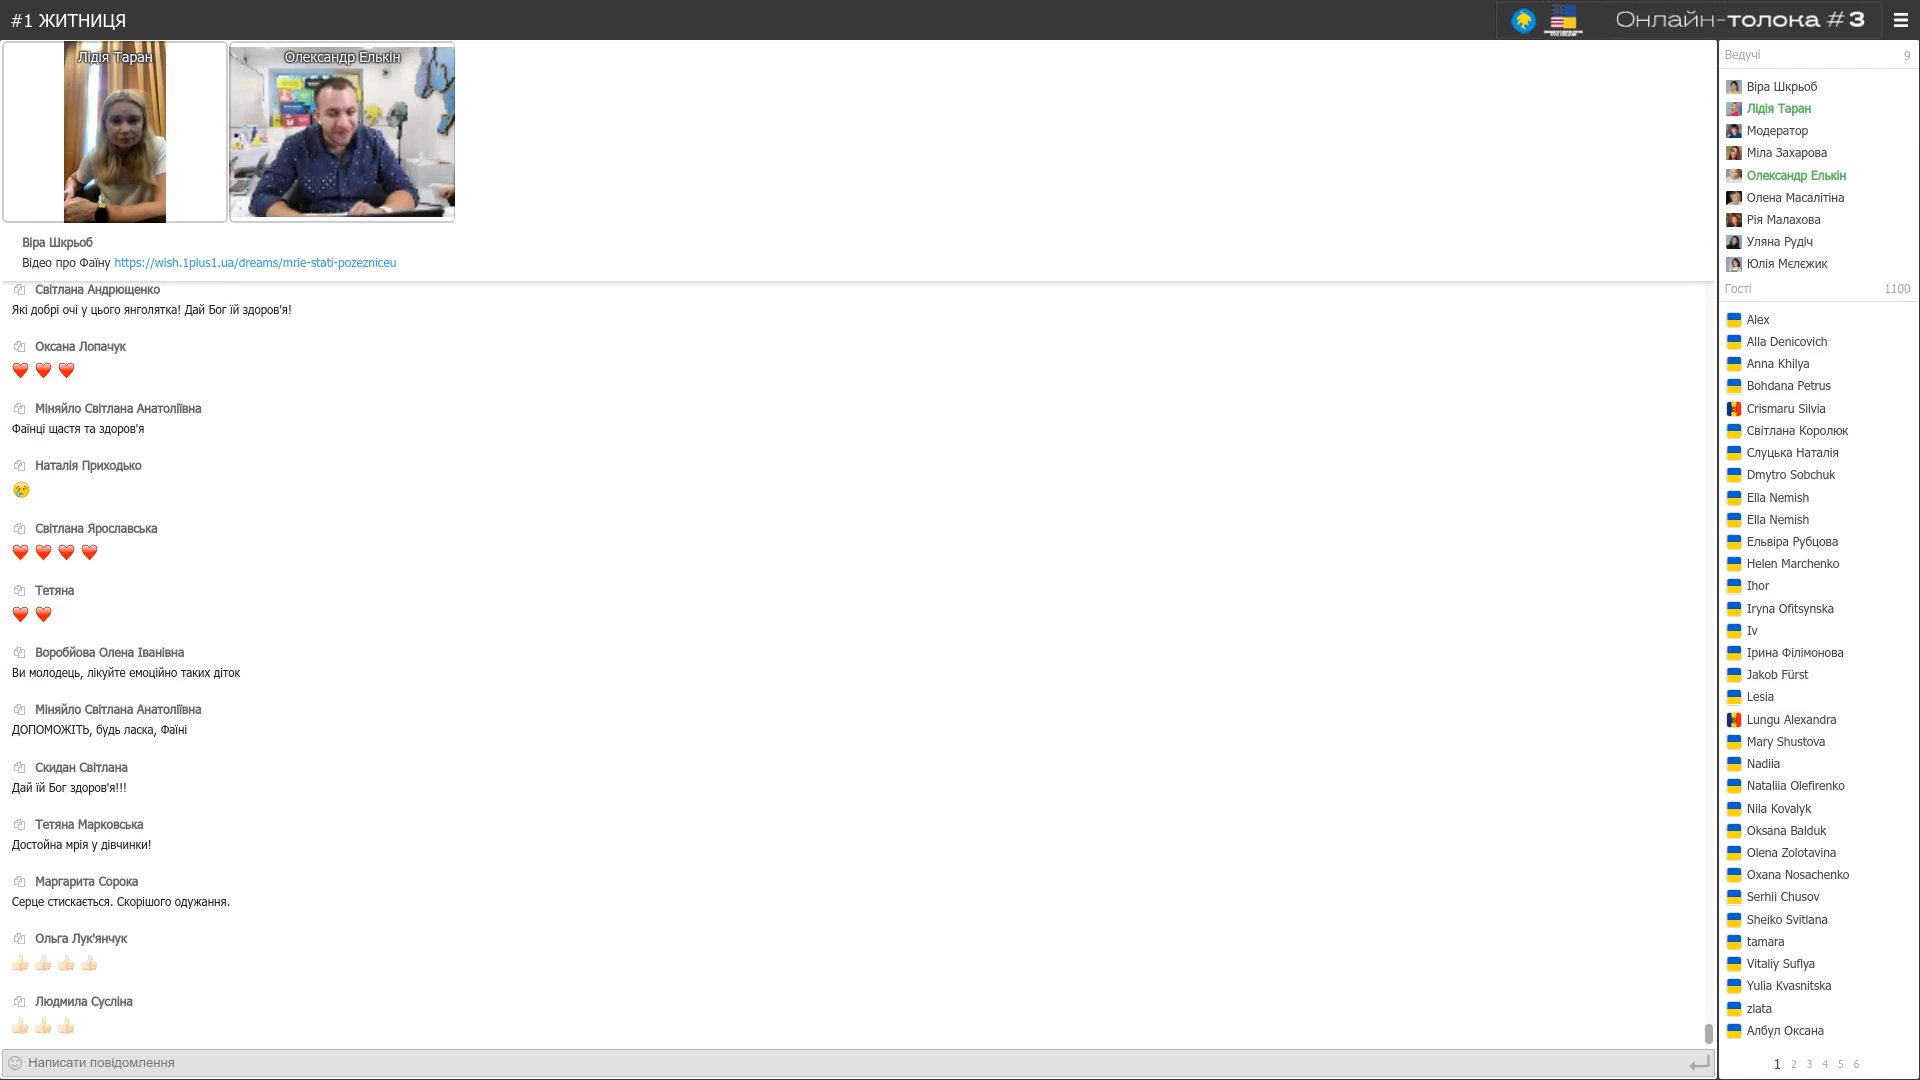 #1 ЖИТНИЦЯ
Онлайн-толока #3
Лідія Таран
Олександр Елькін
Віра Шкрьоб
Відео про Фаїну https://wish.1plus1.ua/dreams/mrie-stati-pozezniceu
Світлана Андрющенко
Які добрі очі у цього янголятка! Дай Бог їй здоров'я!
Оксана Лопачук
Міняйло Світлана Анатоліївна
Фаїнці щастя та здоров'я
Наталія Приходько
Світлана Ярославська
Тетяна
Воробйова Олена Іванівна
Ви молодець, лікуйте емоційно таких діток
Міняйло Світлана Анатоліївна
ДОПОМОЖІТЬ, будь ласка, Фаїні
Скидан Світлана
Дай їй Бог здоров'я!!!
Тетяна Марковська
Достойна мрія у дівчинки!
Маргарита Сорока
Серце стискається. Скорішого одужання.
Ольга Лук'янчук
Людмила Сусліна
Написати повідомлення
Ведучі 9
Віра Шкрьоб
Лідія Таран
Модератор
Міла Захарова
Олександр Елькін
Олена Масалітіна
Рія Малахова
Уляна Рудіч
Юлія Мєлєжик
Гості 1100
Alex
Alla Denicovich
Anna Khilya
Bohdana Petrus
Crismaru Silvia
Світлана Королюк
Слуцька Наталія
Dmytro Sobchuk
Ella Nemish
Ella Nemish
Ельвіра Рубцова
Helen Marchenko
Ihor
Iryna Ofitsynska
Iv
Ірина Філімонова
Jakob Fürst
Lesia
Lungu Alexandra
Mary Shustova
Nadiia
Nataliia Olefirenko
Nila Kovalyk
Oksana Balduk
Olena Zolotavina
Oxana Nosachenko
Serhii Chusov
Sheiko Svitlana
tamara
Vitaliy Suflya
Yulia Kvasnitska
zlata
Албул Оксана
1 2 3 4 5 6